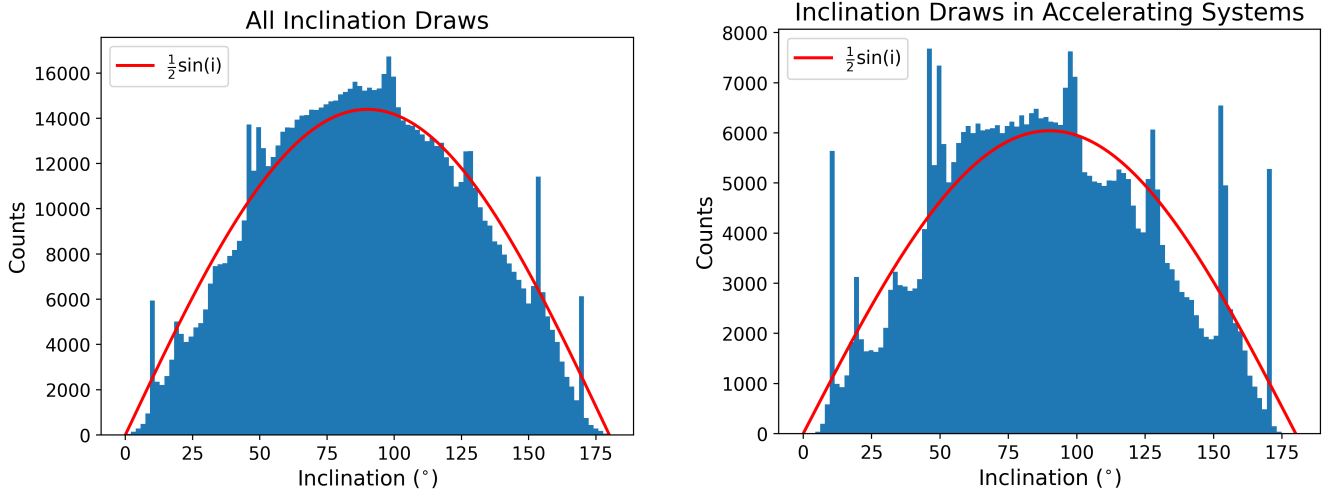 All Inclination Draws
½sin(i)
16000
14000
12000
10000
8000
6000
4000
2000
0
Counts
0 25 50 75 100 125 150 175
Inclination (°)
Inclination Draws in Accelerating Systems
½sin(i)
8000
7000
6000
5000
4000
3000
2000
1000
0
Counts
0 25 50 75 100 125 150 175
Inclination (°)